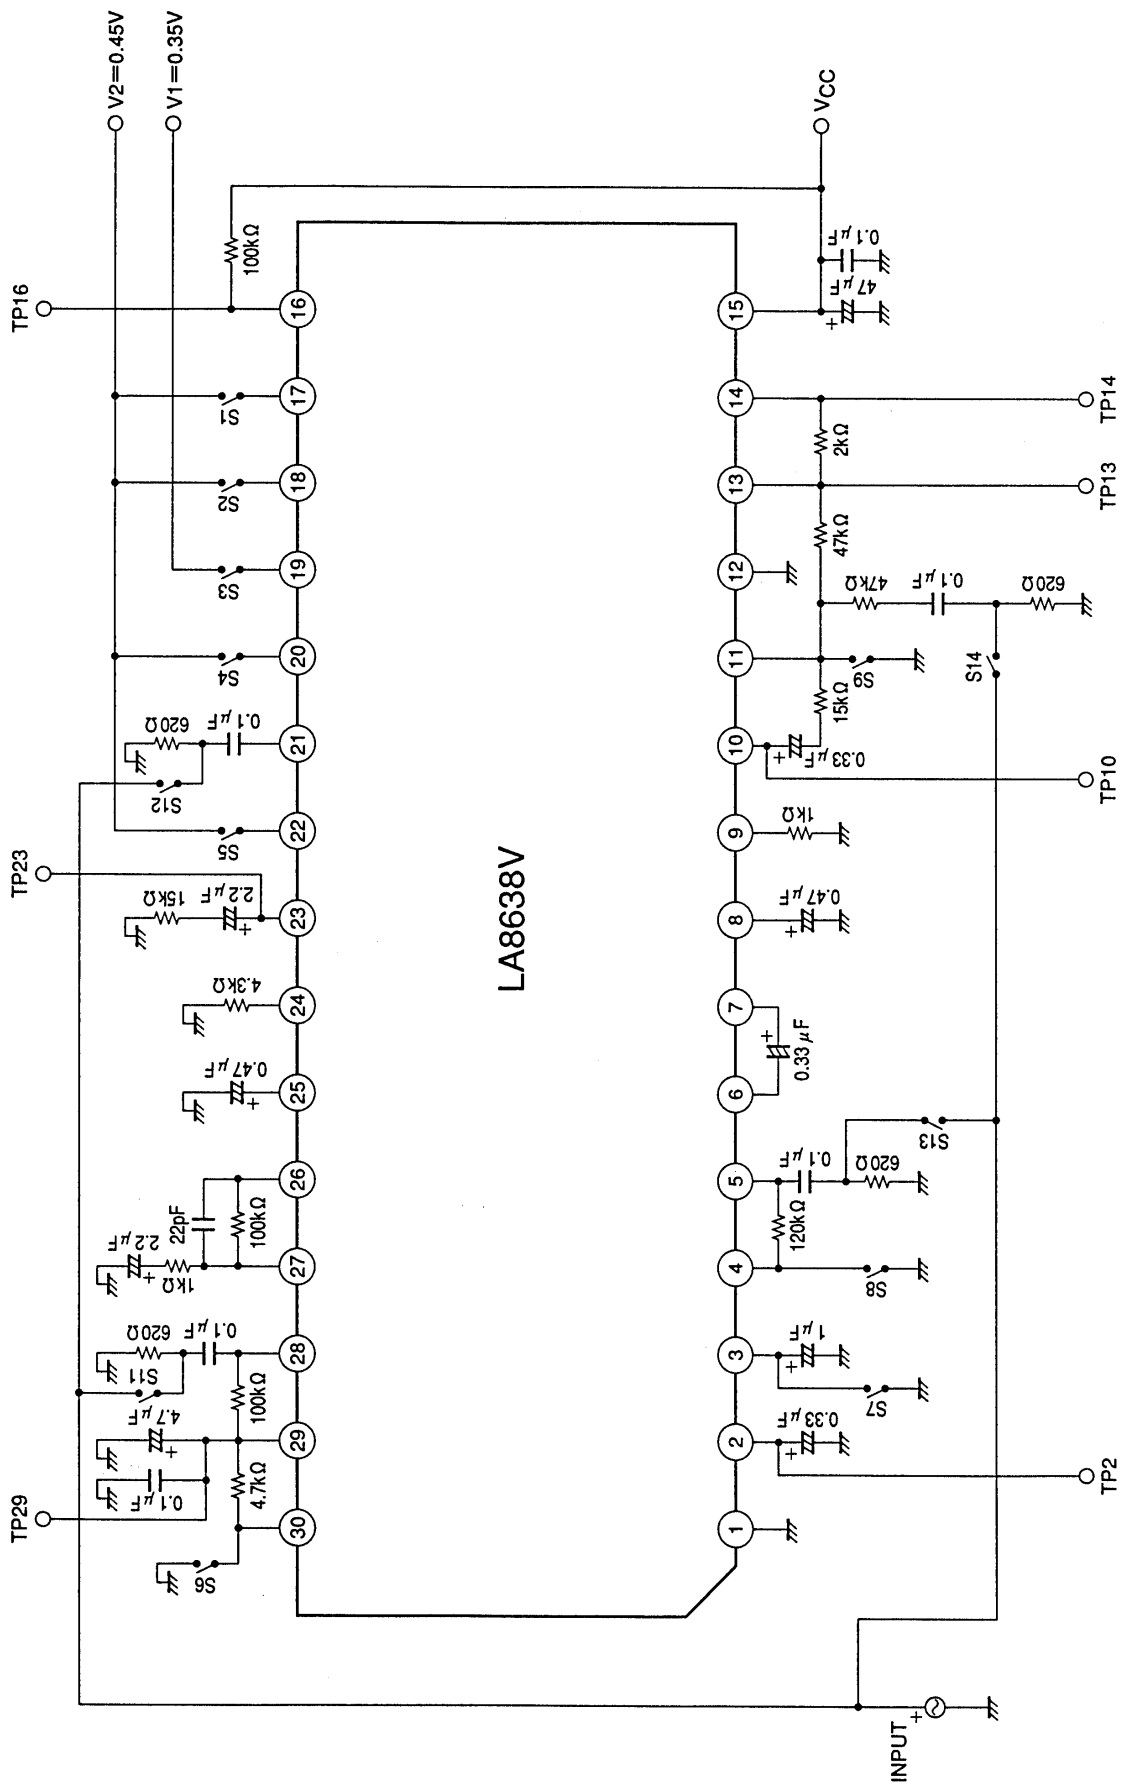 TP29
TP23
TP16
V2=0.45V
V1=0.35V
S6
0.1μF
4.7μF
S11
620Ω
0.1μF
2.2μF
1kΩ
22pF
0.47μF
4.3kΩ
15kΩ
2.2μF
S12
620Ω
0.1μF
S5
S4
S3
S2
S1
4.7kΩ
100kΩ
100kΩ
100kΩ
30
29
28
27
26
25
24
23
22
21
20
19
18
17
16
LA8638V
1
2
3
4
5
6
7
8
9
10
11
12
13
14
15
VCC
0.33μF
1μF
S7
S8
120kΩ
0.1μF
620Ω
S13
0.33μF
0.47μF
1kΩ
0.33μF
15kΩ
S9
47kΩ
47kΩ
0.1μF
620Ω
S14
2kΩ
47μF
0.1μF
INPUT
TP2
TP10
TP13
TP14